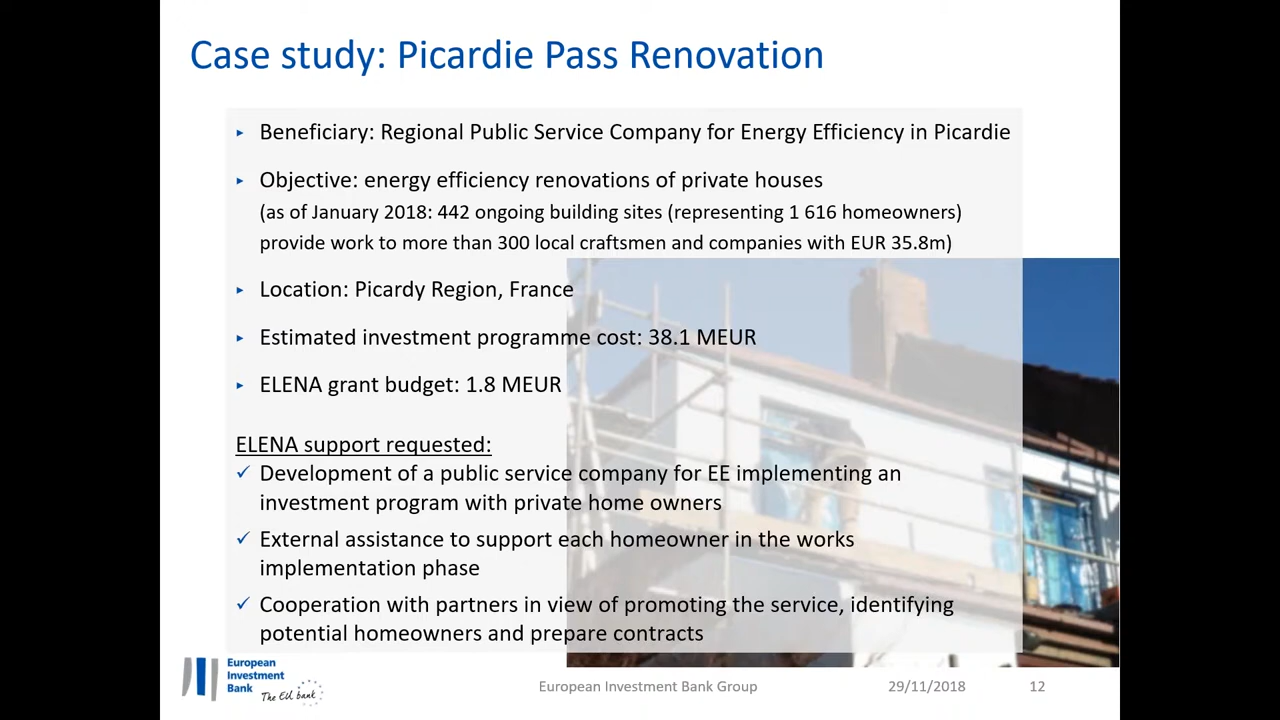 Case study: Picardie Pass Renovation
▸ Beneficiary: Regional Public Service Company for Energy Efficiency in Picardie
▸ Objective: energy efficiency renovations of private houses
(as of January 2018: 442 ongoing building sites (representing 1 616 homeowners)
provide work to more than 300 local craftsmen and companies with EUR 35.8m)
▸ Location: Picardy Region, France
▸ Estimated investment programme cost: 38.1 MEUR
▸ ELENA grant budget: 1.8 MEUR
ELENA support requested:
✓ Development of a public service company for EE implementing an
investment program with private home owners
✓ External assistance to support each homeowner in the works
implementation phase
✓ Cooperation with partners in view of promoting the service, identifying
potential homeowners and prepare contracts
European
Investment
Bank
The EU bank
European Investment Bank Group
29/11/2018
12